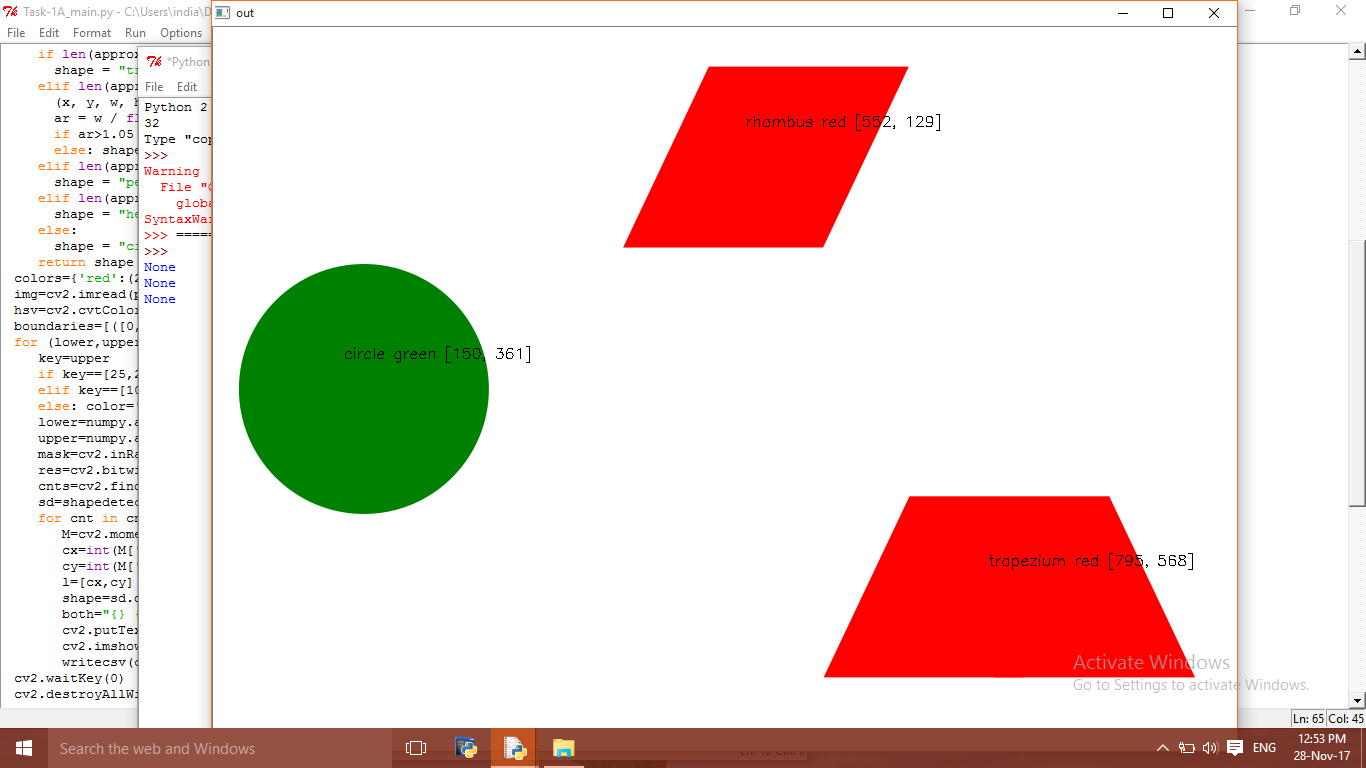 Task-1A_main.py - C:\Users\india\D
out
File Edit Format Run Options
*Python
File Edit
if len(appro
shape = "t
elif len(app
(x, y, w,
ar = w / f
if ar>1.05
else: shape
elif len(app
shape = "pe
elif len(app
shape = "he
else:
shape = "c
return shape
colors={'red':(2
img=cv2.imread(p
hsv=cv2.cvtColor
boundaries=[([0,
for (lower,upper
key=upper
if key==[25,2
elif key==[10
else: color='
lower=numpy.a
upper=numpy.a
mask=cv2.inRa
res=cv2.bitwi
cnts=cv2.find
sd=shapedetec
for cnt in cn
M=cv2.mome
cx=int(M['
cy=int(M['
l=[cx,cy]
shape=sd.
both="{}
cv2.putTex
cv2.imshow
writecsv(
cv2.waitKey(0)
cv2.destroyAllWi
Python 2
32
Type "cop
>>>
Warning
File "
globa
SyntaxWar
>>> =====
>>>
None
None
None
rhombus red [552, 129]
circle green [150, 361]
trapezium red [795, 568]
Activate Windows
Go to Settings to activate Windows.
Ln: 65 Col: 45
Search the web and Windows
ENG
12:53 PM
28-Nov-17